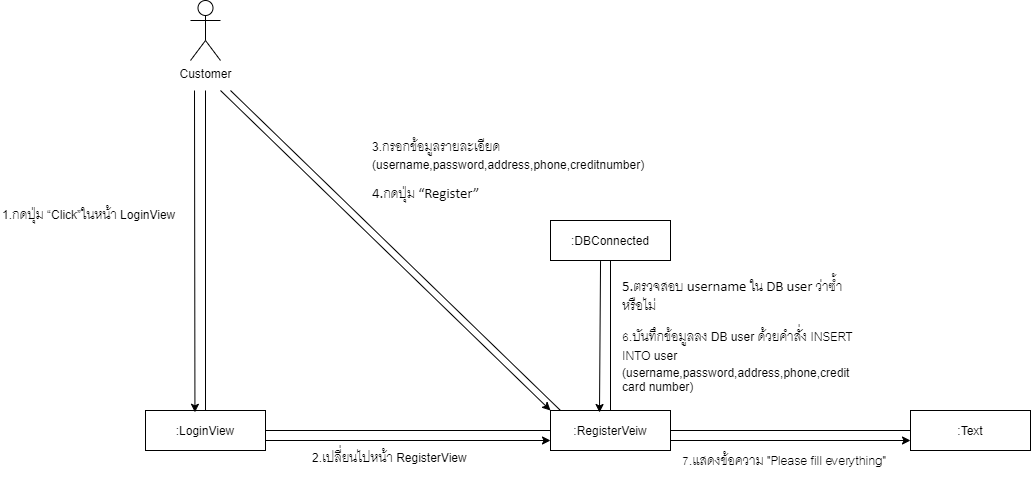 Customer
3.กรอกข้อมูลรายละเอียด
(username,password,address,phone,creditnumber)
4.กดปุ่ม “Register”
1.กดปุ่ม “Click”ในหน้า LoginView
:DBConnected
5.ตรวจสอบ username ใน DB user ว่าซ้ำ
หรือไม่
6.บันทึกข้อมูลลง DB user ด้วยคำสั่ง INSERT
INTO user
(username,password,address,phone,credit
card number)
:LoginView
:RegisterVeiw
:Text
2.เปลี่ยนไปหน้า RegisterView
7.แสดงข้อความ "Please fill everything"